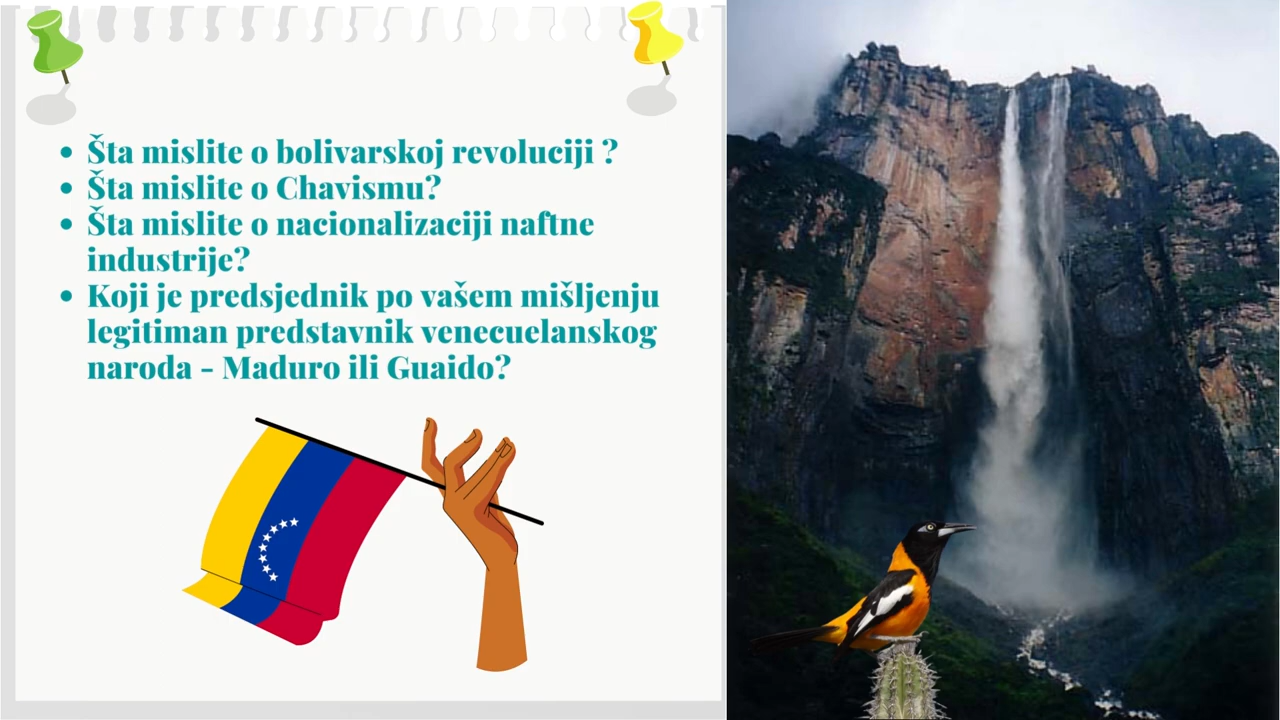 Šta mislite o bolivarskoj revoluciji ?
Šta mislite o Chavismu?
Šta mislite o nacionalizaciji naftne
industrije?
Koji je predsjednik po vašem mišljenju
legitiman predstavnik venecuelanskog
naroda - Maduro ili Guaido?